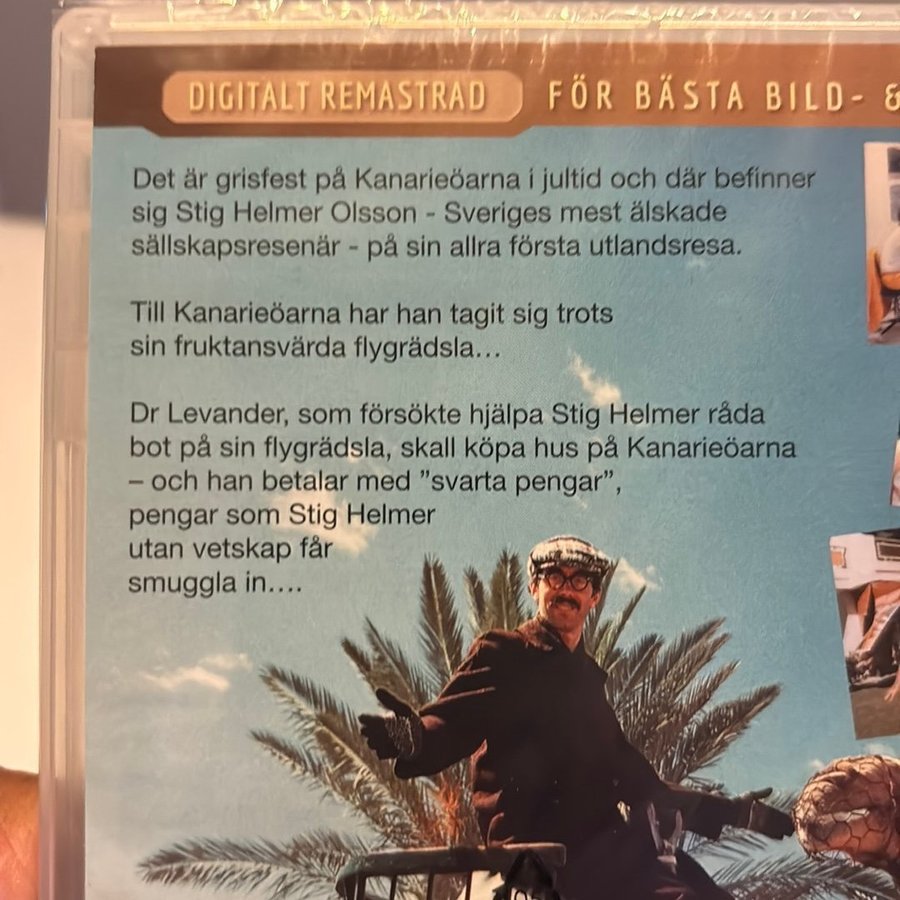 DIGITALT REMASTRAD FÖR BÄSTA BILD- &
Det är grisfest på Kanarieöarna i jultid och där befinner
sig Stig Helmer Olsson - Sveriges mest älskade
sällskapsresenär - på sin allra första utlandsresa.
Till Kanarieöarna har han tagit sig trots
sin fruktansvärda flygrädsla...
Dr Levander, som försökte hjälpa Stig Helmer råda
bot på sin flygrädsla, skall köpa hus på Kanarieöarna
– och han betalar med ”svarta pengar”,
pengar som Stig Helmer
utan vetskap får
smuggla in....